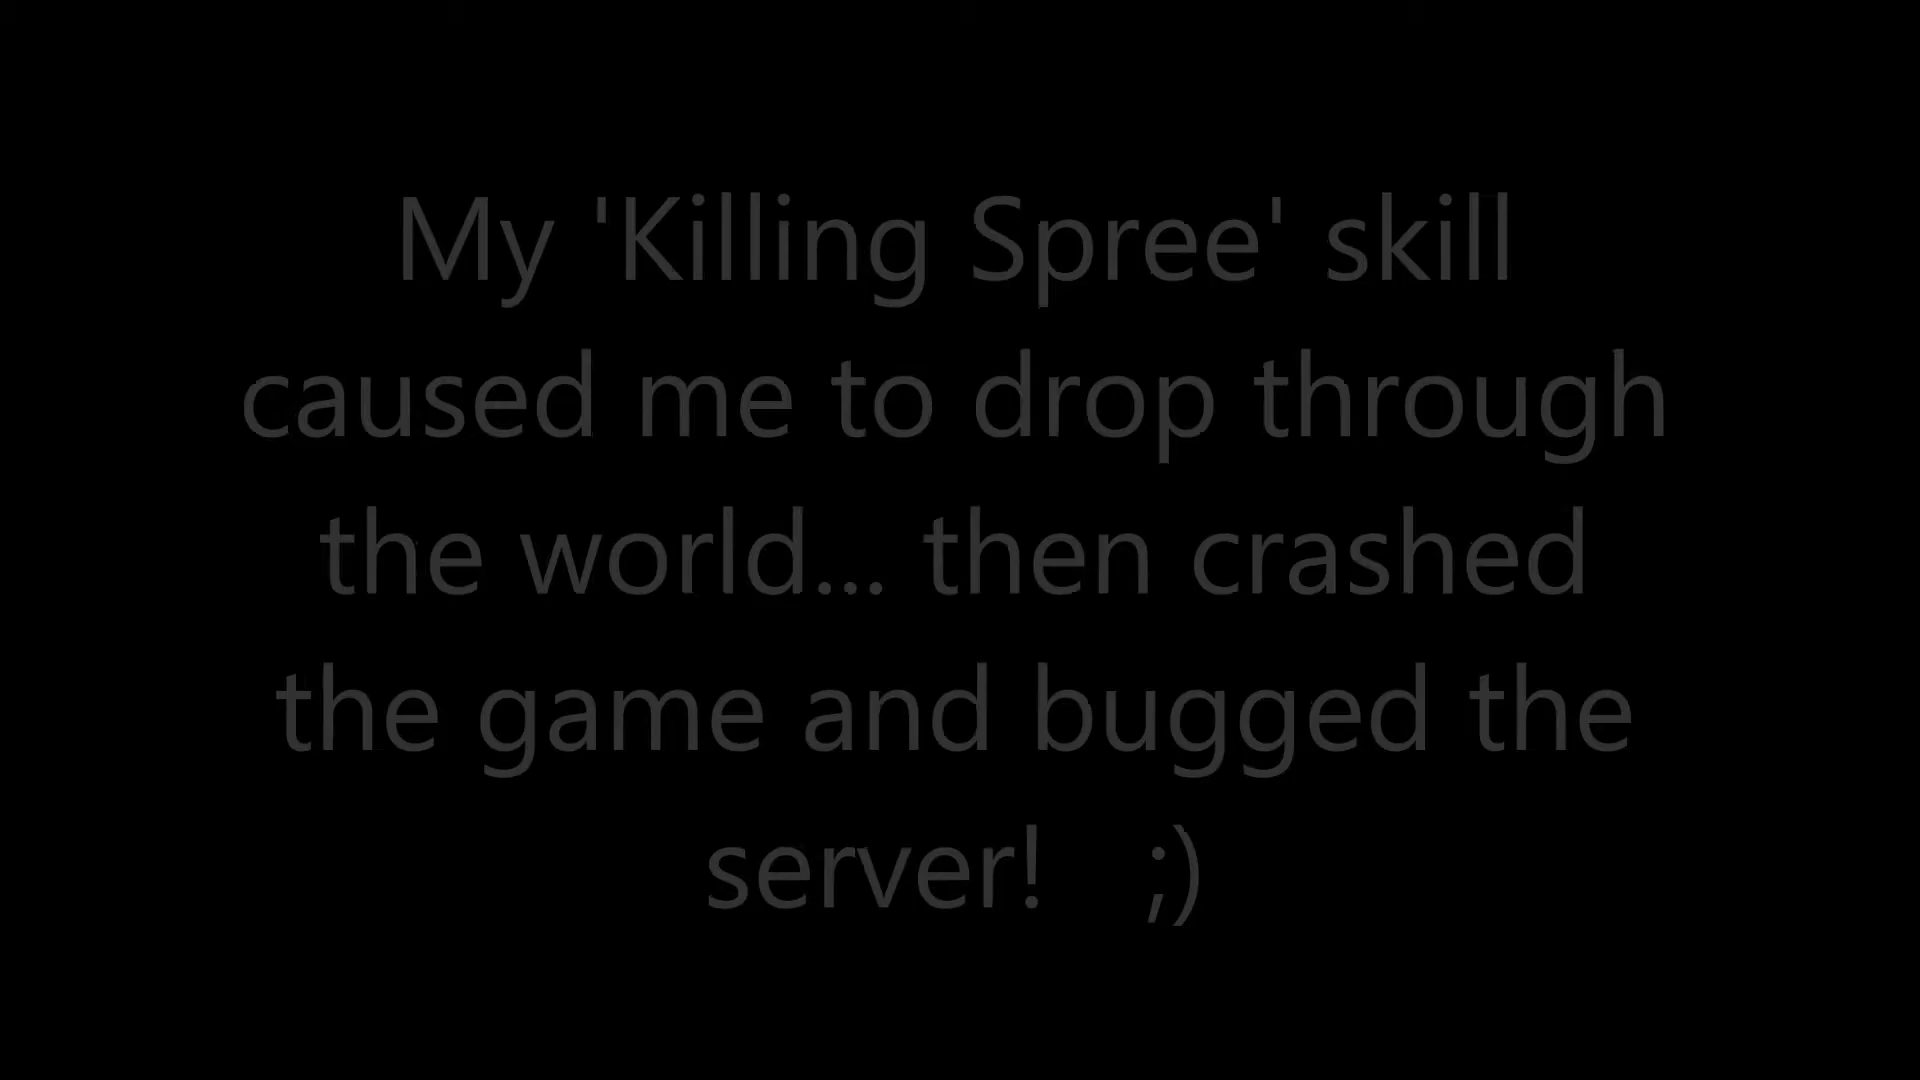 My 'Killing Spree' skill
caused me to drop through
the world... then crashed
the game and bugged the
server!   ;)